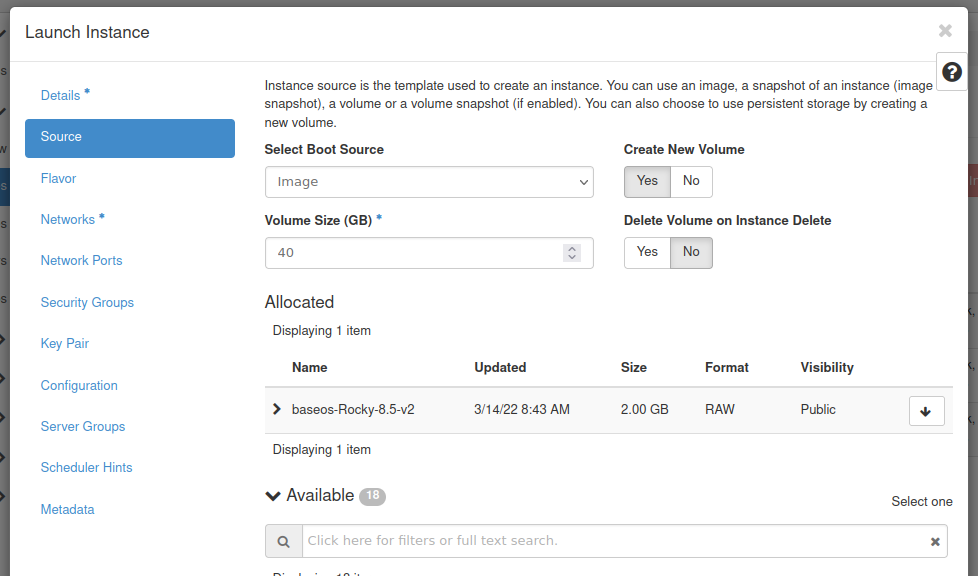 Launch Instance
Details *
Source
Flavor
Networks *
Network Ports
Security Groups
Key Pair
Configuration
Server Groups
Scheduler Hints
Metadata
Instance source is the template used to create an instance. You can use an image, a snapshot of an instance (image
snapshot), a volume or a volume snapshot (if enabled). You can also choose to use persistent storage by creating a
new volume.
Select Boot Source
Create New Volume
Image
Yes No
Volume Size (GB) *
Delete Volume on Instance Delete
40
Yes No
Allocated
Displaying 1 item
Name Updated Size Format Visibility
baseos-Rocky-8.5-v2 3/14/22 8:43 AM 2.00 GB RAW Public
Displaying 1 item
Available 18
Select one
Click here for filters or full text search.